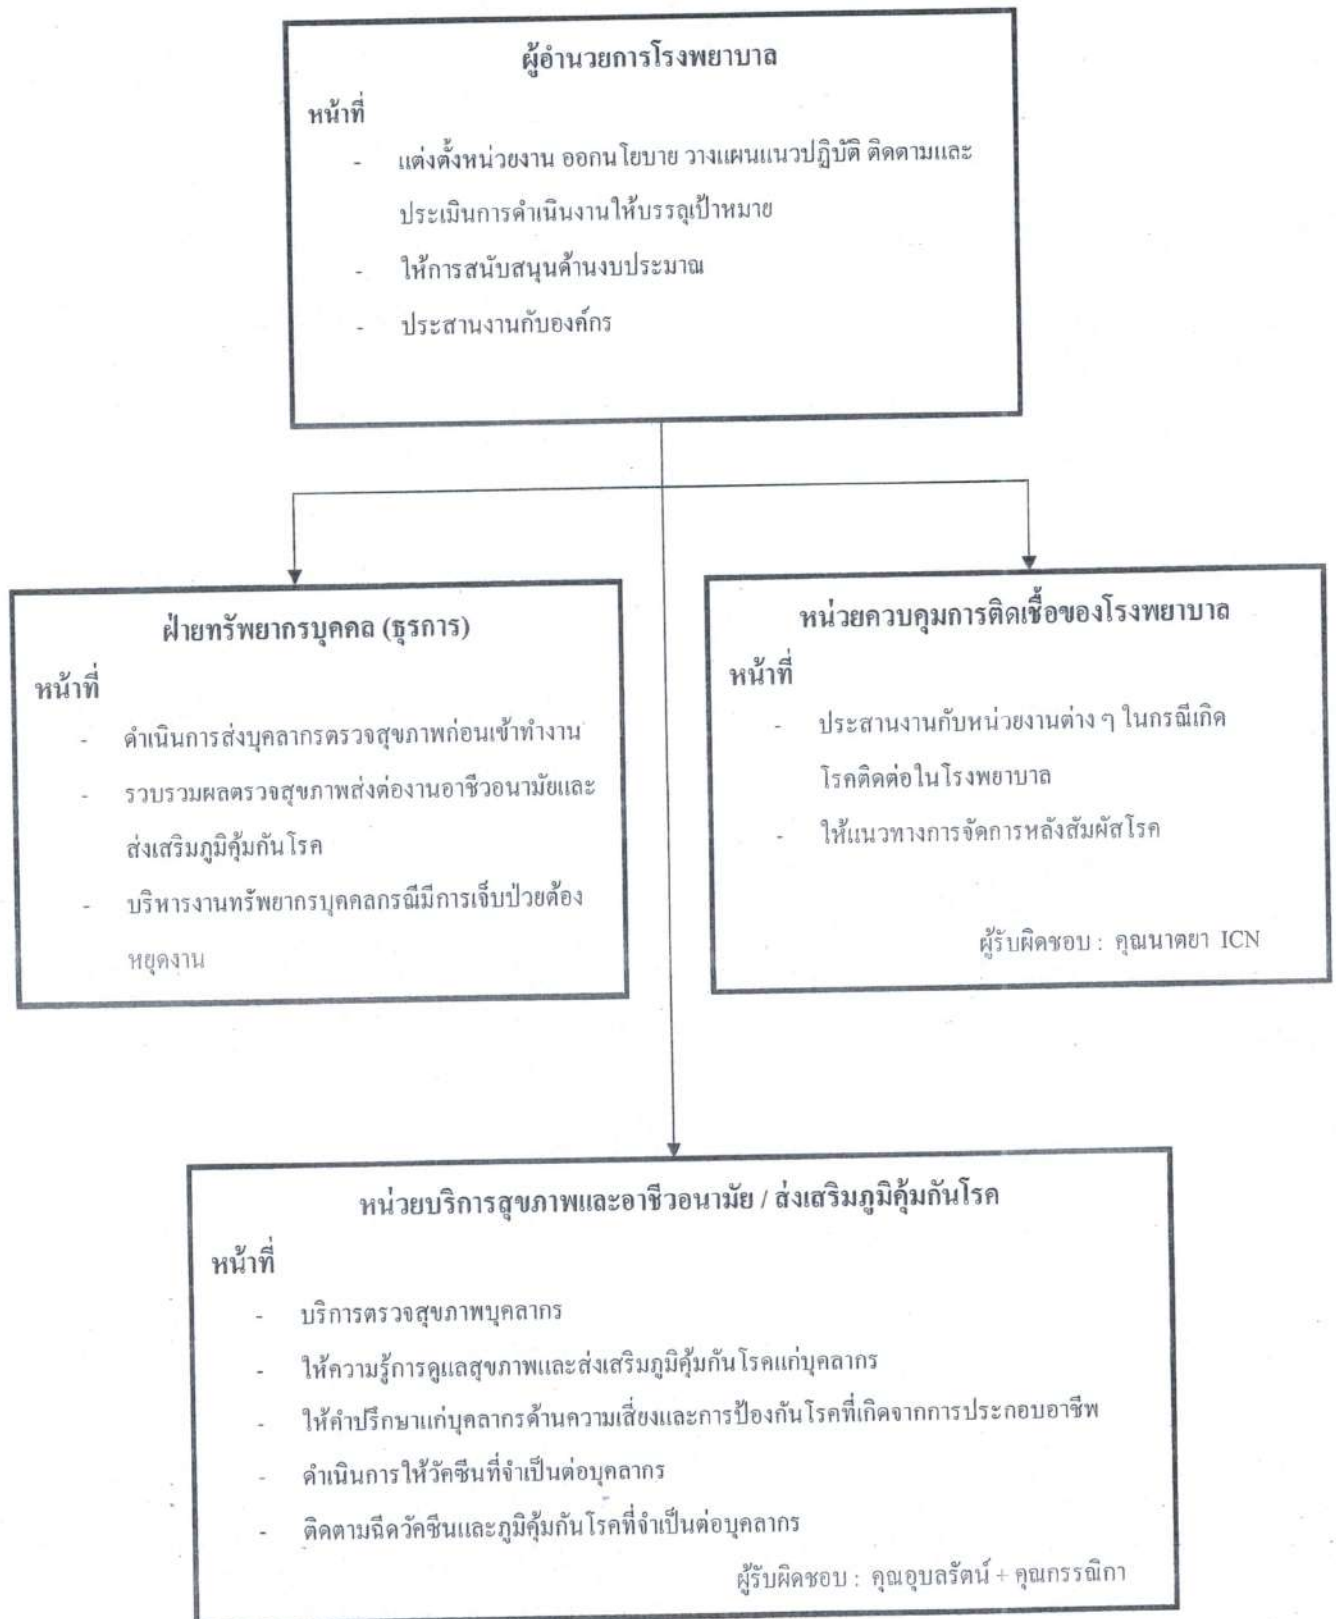 ผู้อำนวยการโรงพยาบาล
หน้าที่
- แต่งตั้งหน่วยงาน ออกนโยบาย วางแผนแนวปฏิบัติ ติดตามและ
ประเมินการดำเนินงานให้บรรลุเป้าหมาย
- ให้การสนับสนุนด้านงบประมาณ
- ประสานงานกับองค์กร
ฝ่ายทรัพยากรบุคคล (ธุรการ)
หน้าที่
- ดำเนินการส่งบุคลากรตรวจสุขภาพก่อนเข้าทำงาน
- รวบรวมผลตรวจสุขภาพส่งต่องานอาชีวอนามัยและ
ส่งเสริมภูมิคุ้มกันโรค
- บริหารงานทรัพยากรบุคคลกรณีมีการเจ็บป่วยต้อง
หยุดงาน
หน่วยควบคุมการติดเชื้อของโรงพยาบาล
หน้าที่
- ประสานงานกับหน่วยงานต่าง ๆ ในกรณีเกิด
โรคติดต่อในโรงพยาบาล
- ให้แนวทางการจัดการหลังสัมผัสโรค
ผู้รับผิดชอบ : คุณนาตยา ICN
หน่วยบริการสุขภาพและอาชีวอนามัย / ส่งเสริมภูมิคุ้มกันโรค
หน้าที่
- บริการตรวจสุขภาพบุคลากร
- ให้ความรู้การดูแลสุขภาพและส่งเสริมภูมิคุ้มกันโรคแก่บุคลากร
- ให้คำปรึกษาแก่บุคลากรด้านความเสี่ยงและการป้องกันโรคที่เกิดจากการประกอบอาชีพ
- ดำเนินการให้วัคซีนที่จำเป็นต่อบุคลากร
- ติดตามฉีดวัคซีนและภูมิคุ้มกันโรคที่จำเป็นต่อบุคลากร
ผู้รับผิดชอบ : คุณอุบลรัตน์ + คุณกรรณิกา